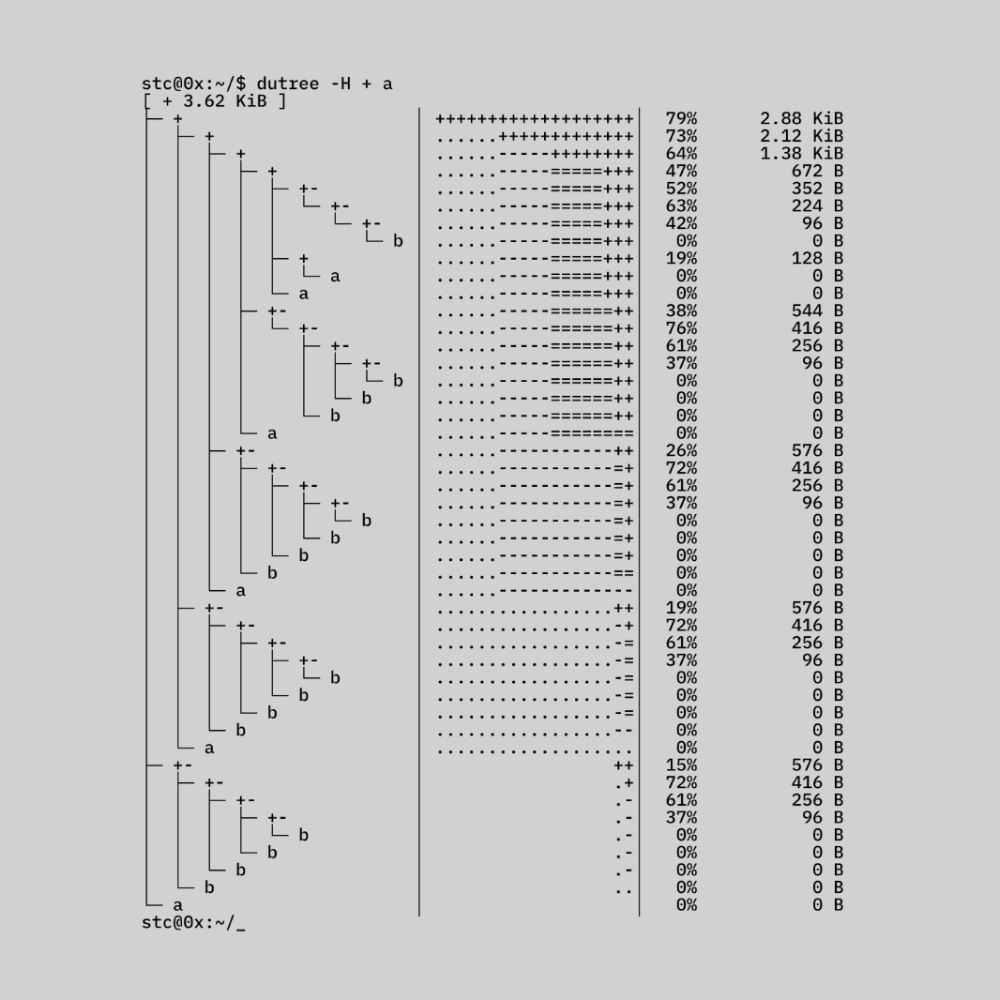 stc@0x:~/$ dutree -H + a
[ + 3.62 KiB ]
├─ +                             │ +++++++++++++++++++│  79%      2.88 KiB
│  ├─ +                          │ ......+++++++++++++│  73%      2.12 KiB
│  │  ├─ +                       │ ......-----++++++++│  64%      1.38 KiB
│  │  │  ├─ +                    │ ......-----=====+++│  47%         672 B
│  │  │  │  ├─ +-                │ ......-----=====+++│  52%         352 B
│  │  │  │  │  └─ +-             │ ......-----=====+++│  63%         224 B
│  │  │  │  │     └─ +-          │ ......-----=====+++│  42%          96 B
│  │  │  │  │        └─ b        │ ......-----=====+++│   0%           0 B
│  │  │  │  ├─ +                 │ ......-----=====+++│  19%         128 B
│  │  │  │  │  └─ a              │ ......-----=====+++│   0%           0 B
│  │  │  │  └─ a                 │ ......-----=====+++│   0%           0 B
│  │  │  ├─ +-                   │ ......-----======++│  38%         544 B
│  │  │  │  └─ +-                │ ......-----======++│  76%         416 B
│  │  │  │     ├─ +-             │ ......-----======++│  61%         256 B
│  │  │  │     │  ├─ +-          │ ......-----======++│  37%          96 B
│  │  │  │     │  │  └─ b        │ ......-----======++│   0%           0 B
│  │  │  │     │  └─ b           │ ......-----======++│   0%           0 B
│  │  │  │     └─ b              │ ......-----======++│   0%           0 B
│  │  │  └─ a                    │ ......-----========│   0%           0 B
│  │  ├─ +-                      │ ......-----------++│  26%         576 B
│  │  │  ├─ +-                   │ ......-----------=+│  72%         416 B
│  │  │  │  ├─ +-                │ ......-----------=+│  61%         256 B
│  │  │  │  │  ├─ +-             │ ......-----------=+│  37%          96 B
│  │  │  │  │  │  └─ b           │ ......-----------=+│   0%           0 B
│  │  │  │  │  └─ b              │ ......-----------=+│   0%           0 B
│  │  │  │  └─ b                 │ ......-----------=+│   0%           0 B
│  │  │  └─ b                    │ ......-----------==│   0%           0 B
│  │  └─ a                       │ ......-------------│   0%           0 B
│  ├─ +-                         │ .................++│  19%         576 B
│  │  ├─ +-                      │ .................-+│  72%         416 B
│  │  │  ├─ +-                   │ .................-=│  61%         256 B
│  │  │  │  ├─ +-                │ .................-=│  37%          96 B
│  │  │  │  │  └─ b              │ .................-=│   0%           0 B
│  │  │  │  └─ b                 │ .................-=│   0%           0 B
│  │  │  └─ b                    │ .................-=│   0%           0 B
│  │  └─ b                       │ .................--│   0%           0 B
│  └─ a                          │ ...................│   0%           0 B
├─ +-                            │                  ++│  15%         576 B
│  ├─ +-                         │                  .+│  72%         416 B
│  │  ├─ +-                      │                  .-│  61%         256 B
│  │  │  ├─ +-                   │                  .-│  37%          96 B
│  │  │  │  └─ b                 │                  .-│   0%           0 B
│  │  │  └─ b                    │                  .-│   0%           0 B
│  │  └─ b                       │                  .-│   0%           0 B
│  └─ b                          │                  ..│   0%           0 B
└─ a                             │                    │   0%           0 B
stc@0x:~/_